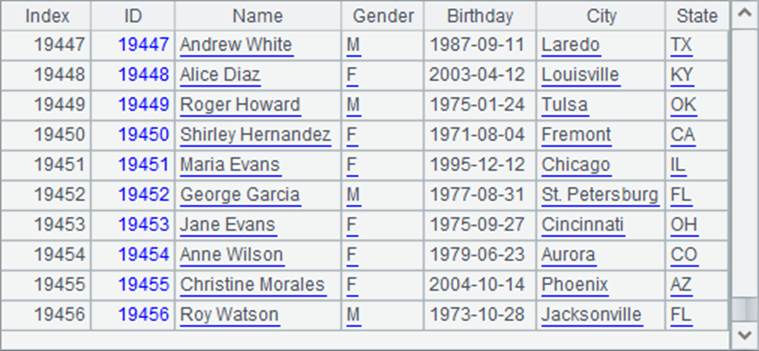 Index ID Name Gender Birthday City State
19447 19447 Andrew White M 1987-09-11 Laredo TX
19448 19448 Alice Diaz F 2003-04-12 Louisville KY
19449 19449 Roger Howard M 1975-01-24 Tulsa OK
19450 19450 Shirley Hernandez F 1971-08-04 Fremont CA
19451 19451 Maria Evans F 1995-12-12 Chicago IL
19452 19452 George Garcia M 1977-08-31 St. Petersburg FL
19453 19453 Jane Evans F 1975-09-27 Cincinnati OH
19454 19454 Anne Wilson F 1979-06-23 Aurora CO
19455 19455 Christine Morales F 2004-10-14 Phoenix AZ
19456 19456 Roy Watson M 1973-10-28 Jacksonville FL